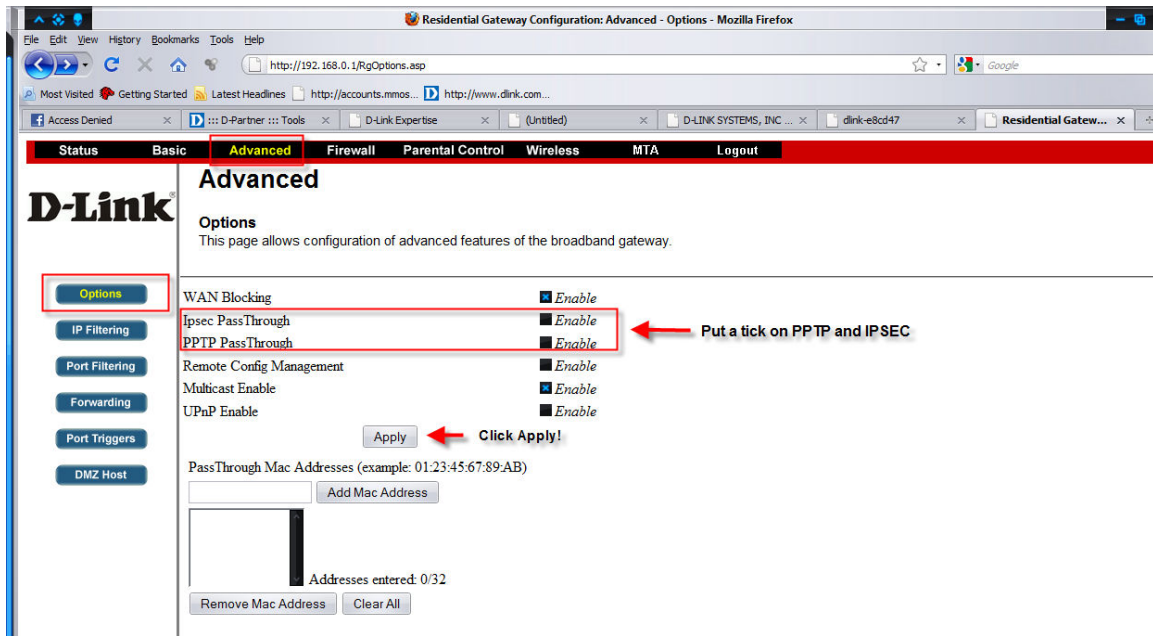 Residential Gateway Configuration: Advanced - Options - Mozilla Firefox
File Edit View History Bookmarks Tools Help
http://192.168.0.1/RgOptions.asp
Google
Most Visited Getting Started Latest Headlines http://accounts.mmos... http://www.dlink.com...
Access Denied ::: D-Partner ::: Tools D-Link Expertise (Untitled) D-LINK SYSTEMS, INC ... dlink-e8cd47 Residential Gatew...
Status Basic Advanced Firewall Parental Control Wireless MTA Logout
Advanced
D-Link®
Options
This page allows configuration of advanced features of the broadband gateway.
Options
WAN Blocking Enable
Ipsec PassThrough Enable
IP Filtering
Put a tick on PPTP and IPSEC
PPTP PassThrough Enable
Port Filtering
Remote Config Management Enable
Multicast Enable Enable
Forwarding
UPnP Enable Enable
Port Triggers
Apply
Click Apply!
DMZ Host
PassThrough Mac Addresses (example: 01:23:45:67:89:AB)
Add Mac Address
Addresses entered: 0/32
Remove Mac Address Clear All